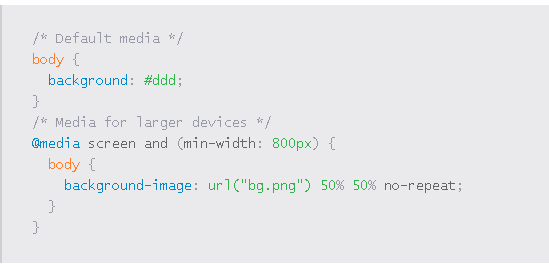 /* Default media */
body {
  background: #ddd;
}
/* Media for larger devices */
@media screen and (min-width: 800px) {
  body {
    background-image: url("bg.png") 50% 50% no-repeat;
  }
}